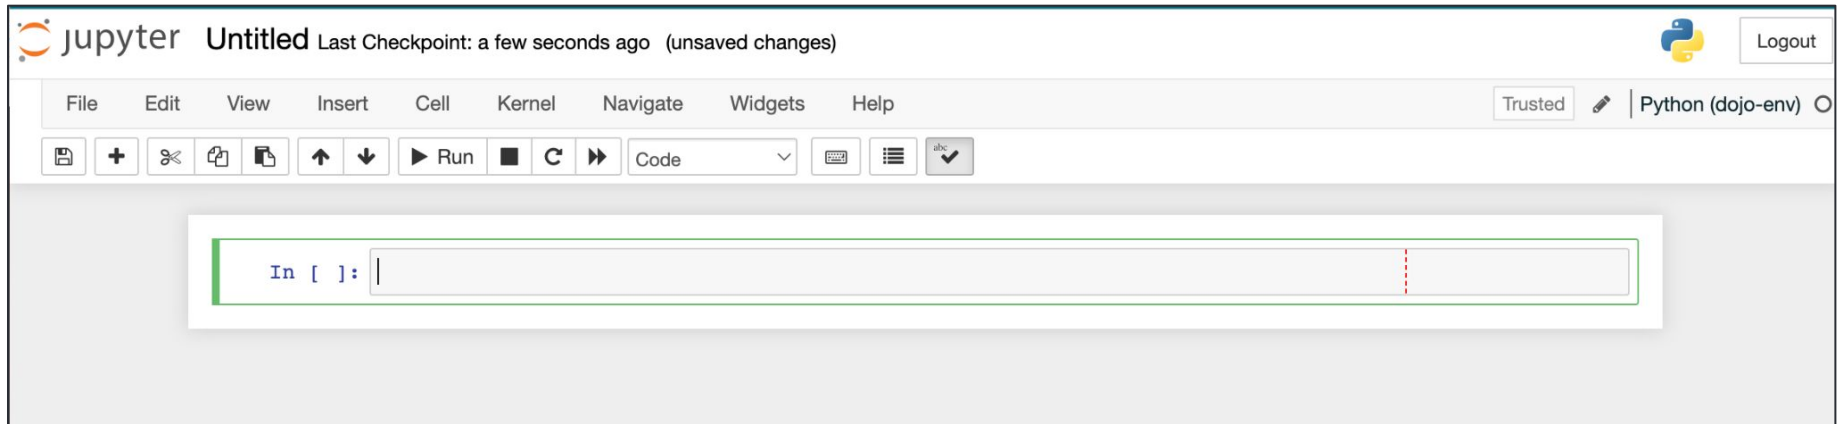 jupyter Untitled Last Checkpoint: a few seconds ago (unsaved changes) Logout
File Edit View Insert Cell Kernel Navigate Widgets Help Trusted Python (dojo-env)
Run Code abc
In [ ]: